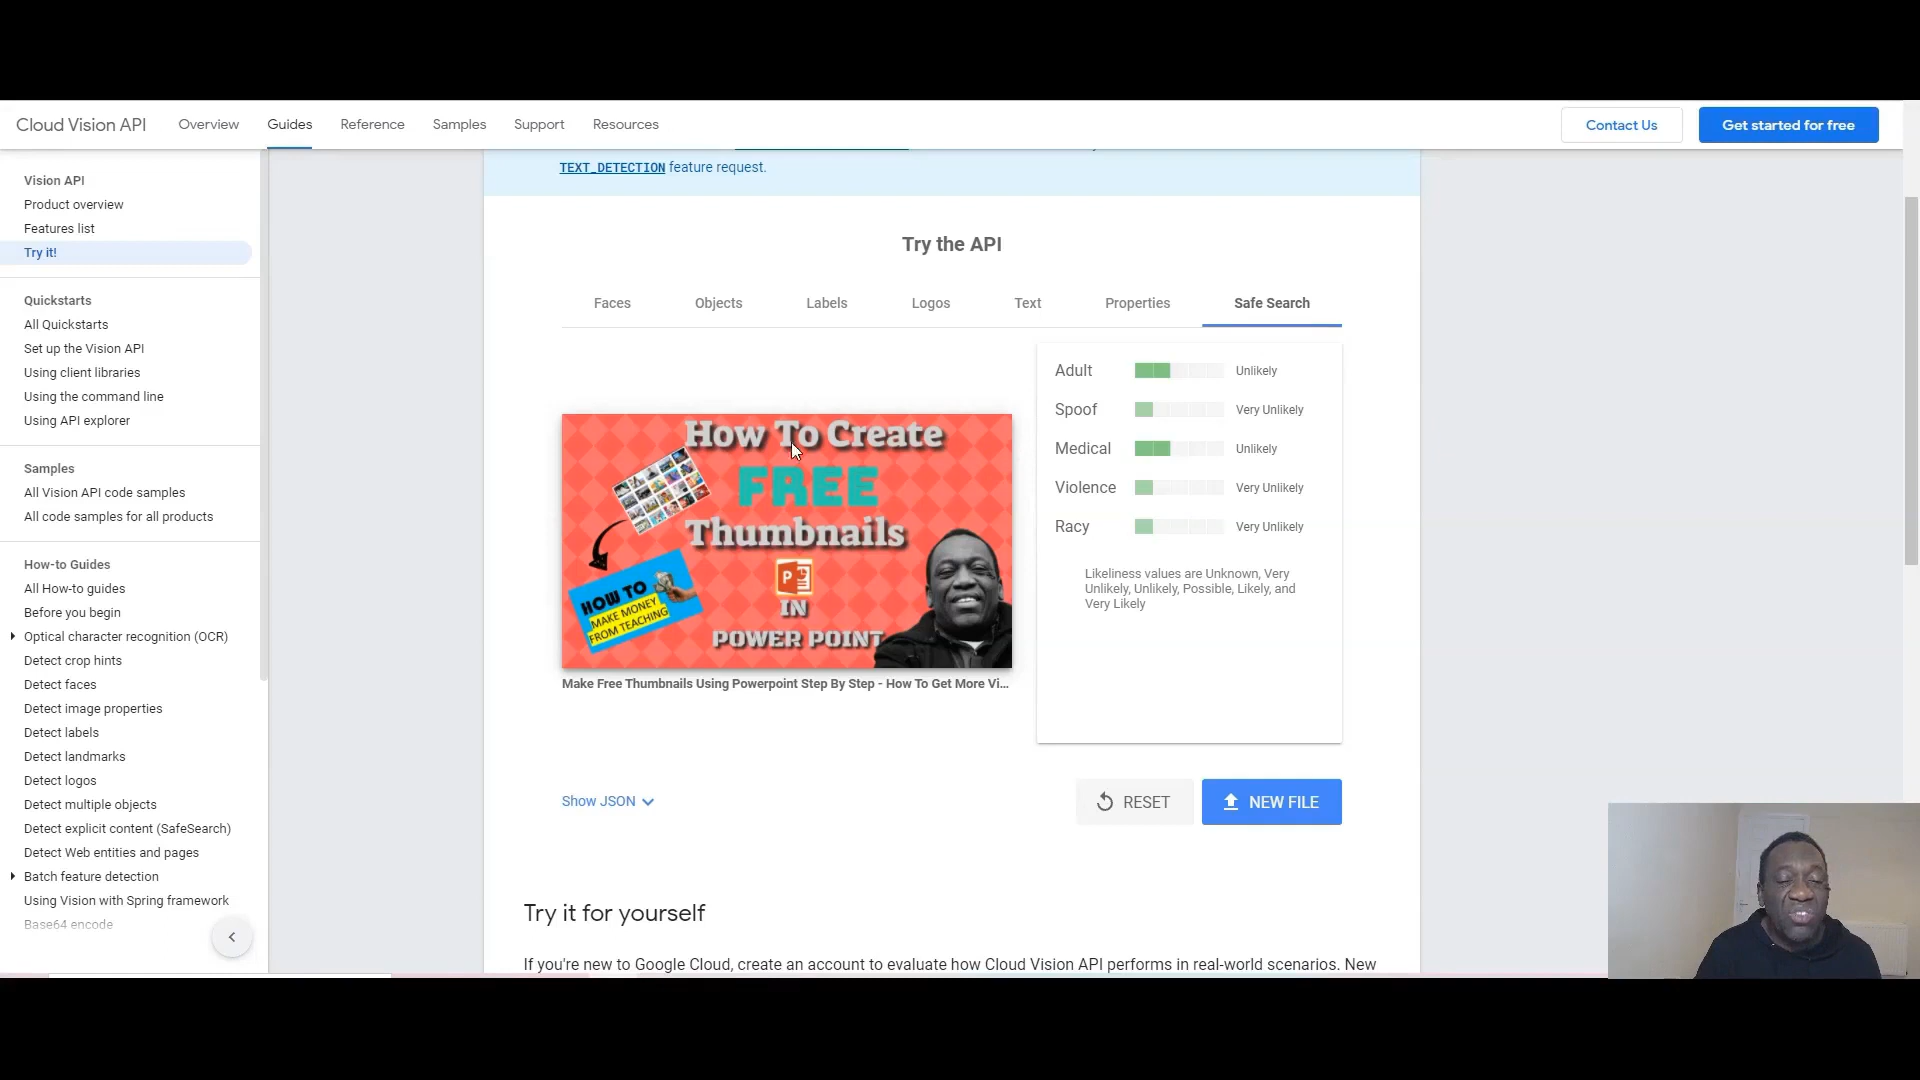 Cloud Vision API
Overview
Guides
Reference
Samples
Support
Resources
Contact Us
Get started for free
Vision API
Product overview
Features list
Try it!
Quickstarts
All Quickstarts
Set up the Vision API
Using client libraries
Using the command line
Using API explorer
Samples
All Vision API code samples
All code samples for all products
How-to Guides
All How-to guides
Before you begin
Optical character recognition (OCR)
Detect crop hints
Detect faces
Detect image properties
Detect labels
Detect landmarks
Detect logos
Detect multiple objects
Detect explicit content (SafeSearch)
Detect Web entities and pages
Batch feature detection
Using Vision with Spring framework
Base64 encode
TEXT_DETECTION feature request.
Try the API
Faces
Objects
Labels
Logos
Text
Properties
Safe Search
How To Create
FREE
Thumbnails
P
IN
POWER POINT
HOW TO
MAKE MONEY
FROM TEACHING
Make Free Thumbnails Using Powerpoint Step By Step - How To Get More Vi...
Adult Unlikely
Spoof Very Unlikely
Medical Unlikely
Violence Very Unlikely
Racy Very Unlikely
Likeliness values are Unknown, Very
Unlikely, Unlikely, Possible, Likely, and
Very Likely
Show JSON
RESET
NEW FILE
Try it for yourself
If you're new to Google Cloud, create an account to evaluate how Cloud Vision API performs in real-world scenarios. New